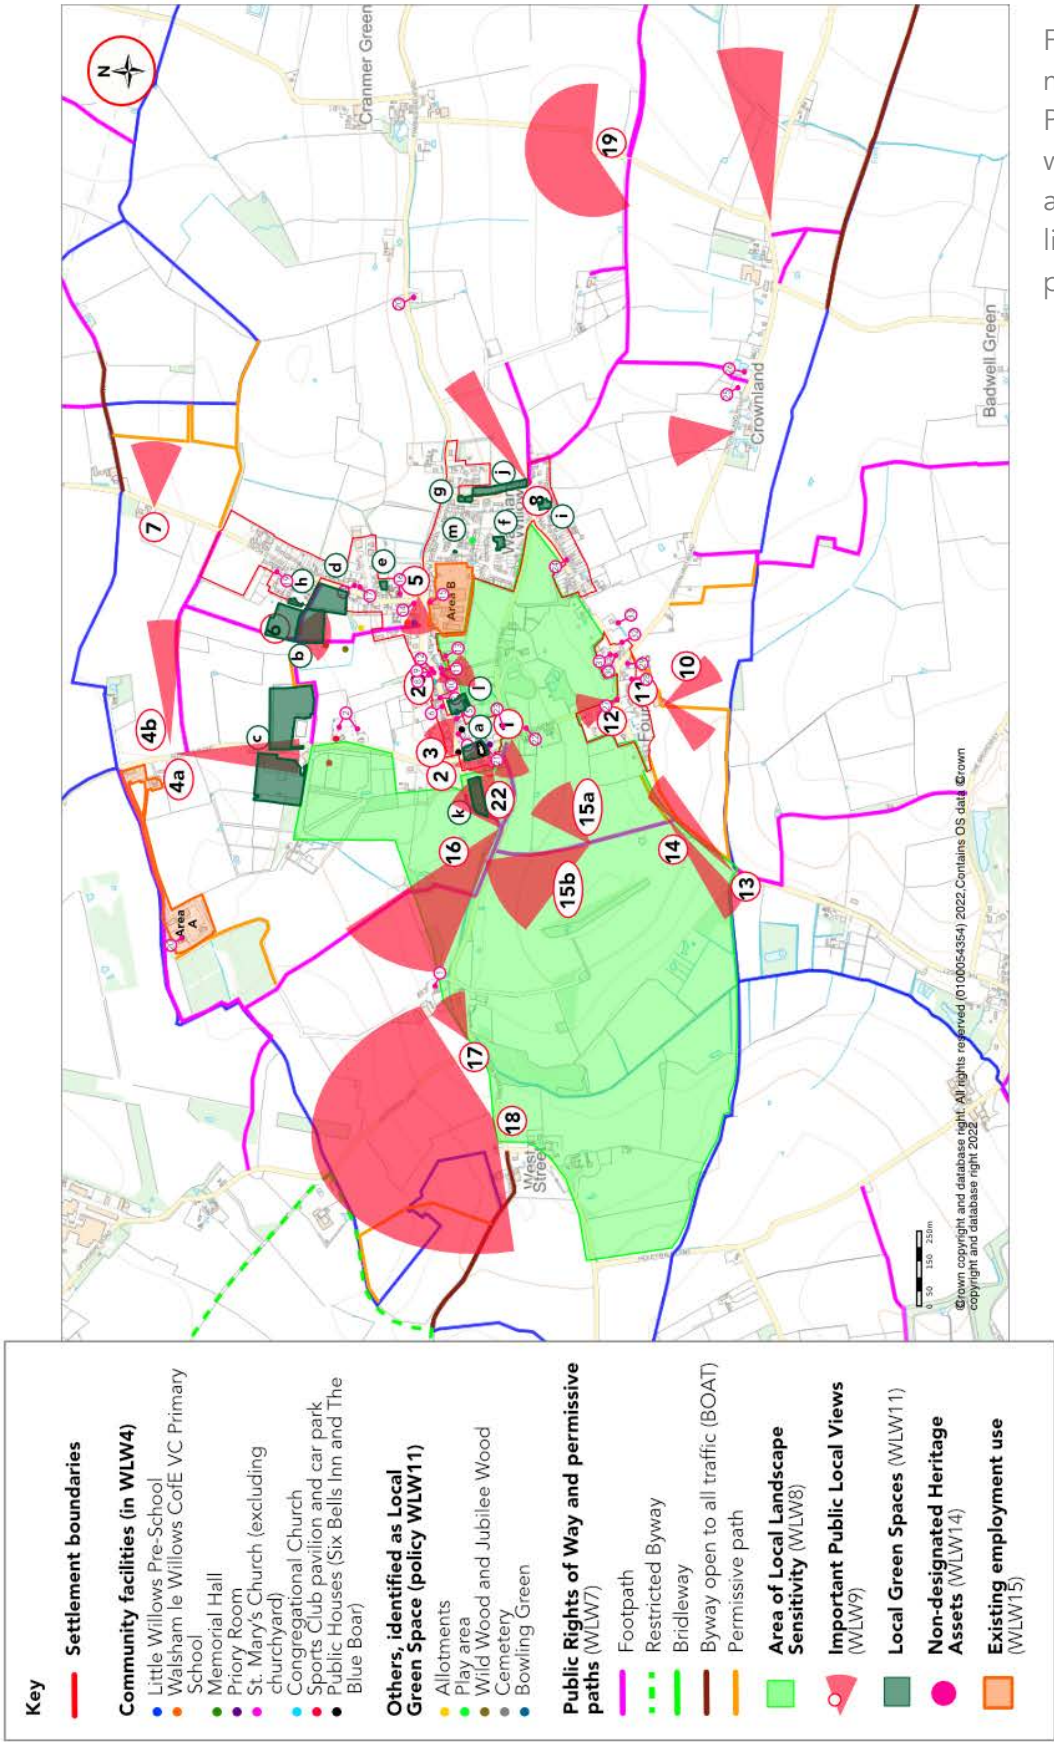 Key
Settlement boundaries
Community facilities (in WLW4)
Little Willows Pre-School
Walsham le Willows CofE VC Primary
School
Memorial Hall
Priory Room
St. Mary's Church (excluding
churchyard)
Congregational Church
Sports Club pavilion and car park
Public Houses (Six Bells Inn and The
Blue Boar)
Others, identified as Local
Green Space (policy WLW11)
Allotments
Play area
Wild Wood and Jubilee Wood
Cemetery
Bowling Green
Public Rights of Way and permissive
paths (WLW7)
Footpath
Restricted Byway
Bridleway
Byway open to all traffic (BOAT)
Permissive path
Area of Local Landscape
Sensitivity (WLW8)
Important Public Local Views
(WLW9)
Local Green Spaces (WLW11)
Non-designated Heritage
Assets (WLW14)
Existing employment use
(WLW15)
N
Cranmer Green
19
7
4b
4a
c
b
h
d
e
5
g
m
f
j
8
i
Area B
Area
A
l
a
1
3
2
k
22
16
15a
15b
12
11
10
14
13
17
18
West
Street
Crownland
Badwell Green
0 50 150 250m
©Crown copyright and database right. All rights reserved (0100054354) 2022,Contains OS data ©Crown
copyright and database right 2022